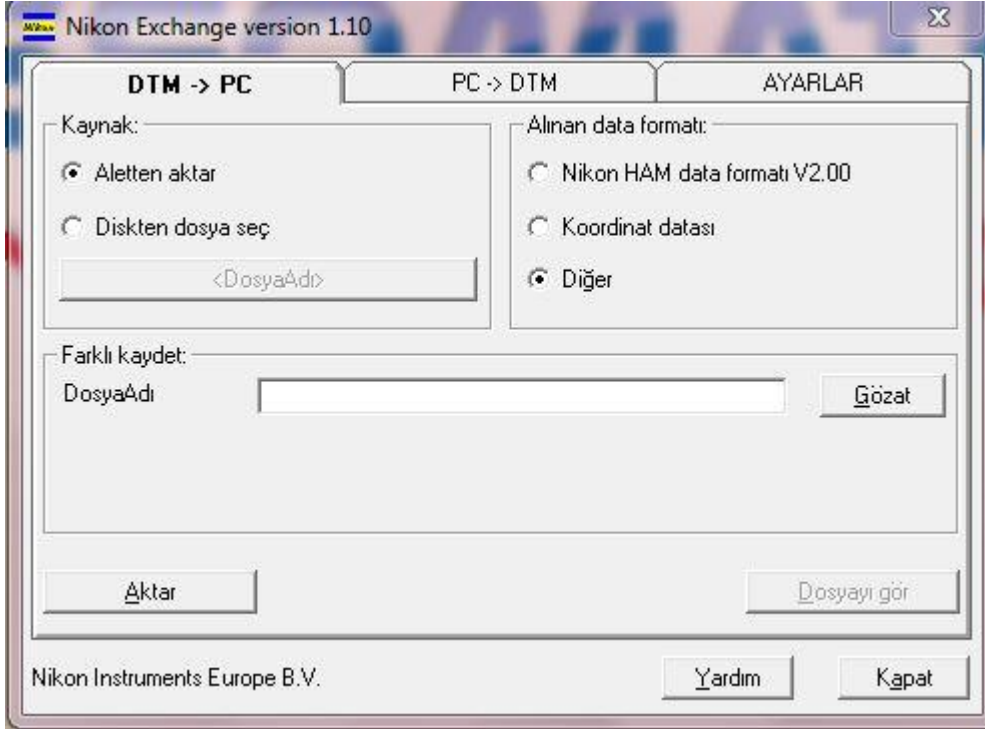 Nikon Exchange version 1.10
DTM -> PC
PC -> DTM
AYARLAR
Kaynak:
Aletten aktar
Diskten dosya seç
<DosyaAdı>
Alınan data formatı:
Nikon HAM data formatı V2.00
Koordinat datası
Diğer
Farklı kaydet:
DosyaAdı
Gözat
Aktar
Dosyayı gör
Nikon Instruments Europe B.V.
Yardım
Kapat